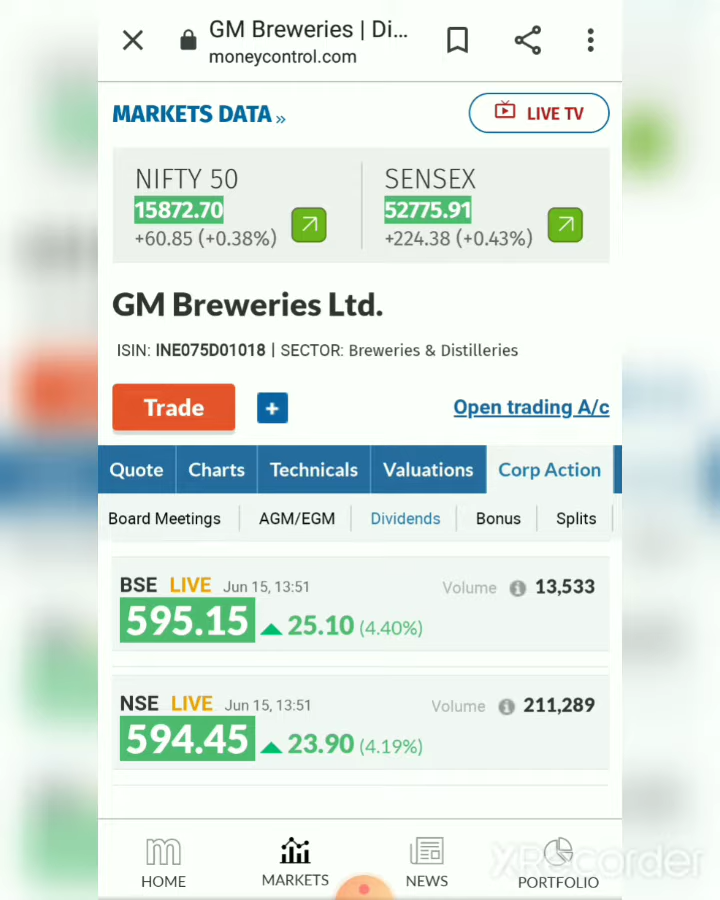 GM Breweries | Di...
moneycontrol.com
MARKETS DATA »
LIVE TV
NIFTY 50
15872.70
+60.85 (+0.38%)
SENSEX
52775.91
+224.38 (+0.43%)
GM Breweries Ltd.
ISIN: INE075D01018 | SECTOR: Breweries & Distilleries
Trade
+
Open trading A/c
Quote Charts Technicals Valuations Corp Action
Board Meetings AGM/EGM Dividends Bonus Splits
BSE LIVE Jun 15, 13:51 Volume 13,533
595.15 25.10 (4.40%)
NSE LIVE Jun 15, 13:51 Volume 211,289
594.45 23.90 (4.19%)
HOME MARKETS NEWS PORTFOLIO
XRecorder